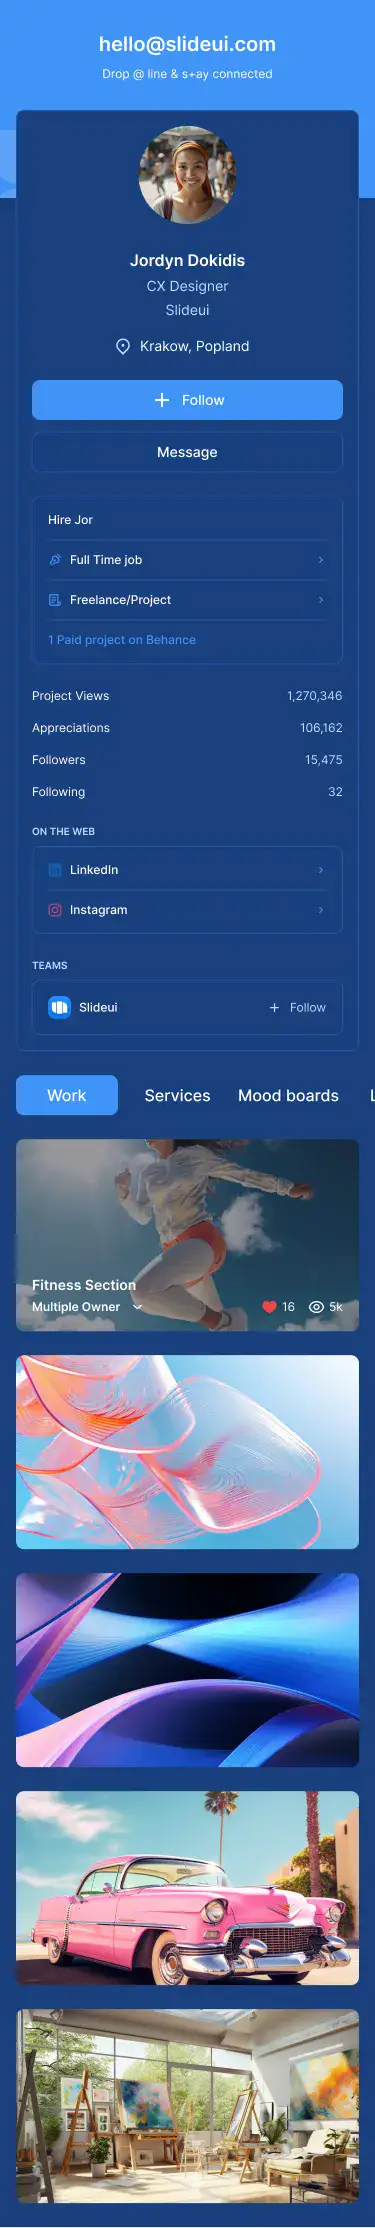 hello@slideui.com
Drop @ line & s+ay connected
Jordyn Dokidis
CX Designer
Slideui
Krakow, Popland
Follow
Message
Hire Jor
Full Time job
Freelance/Project
1 Paid project on Behance
Project Views 1,270,346
Appreciations 106,162
Followers 15,475
Following 32
ON THE WEB
LinkedIn
Instagram
TEAMS
Slideui Follow
Work Services Mood boards L
Fitness Section
Multiple Owner 16 5k